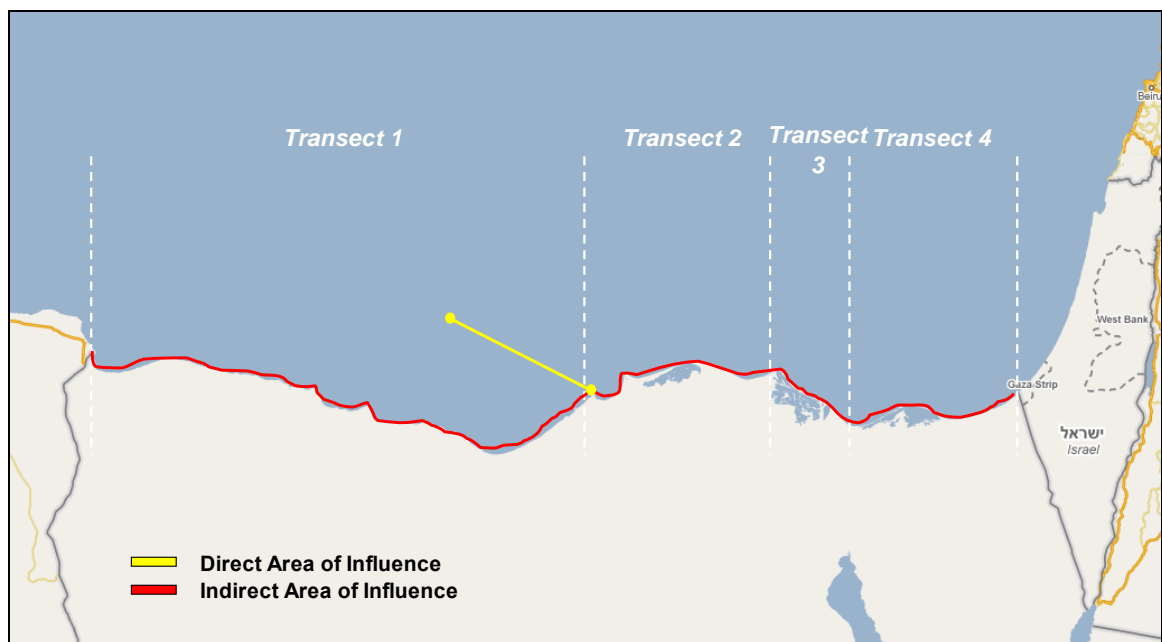 Beiru
Transect 1
Transect 2
Transect
3
Transect 4
West Bank
Gaza Strip
ישראל
Israel
Direct Area of Influence
Indirect Area of Influence